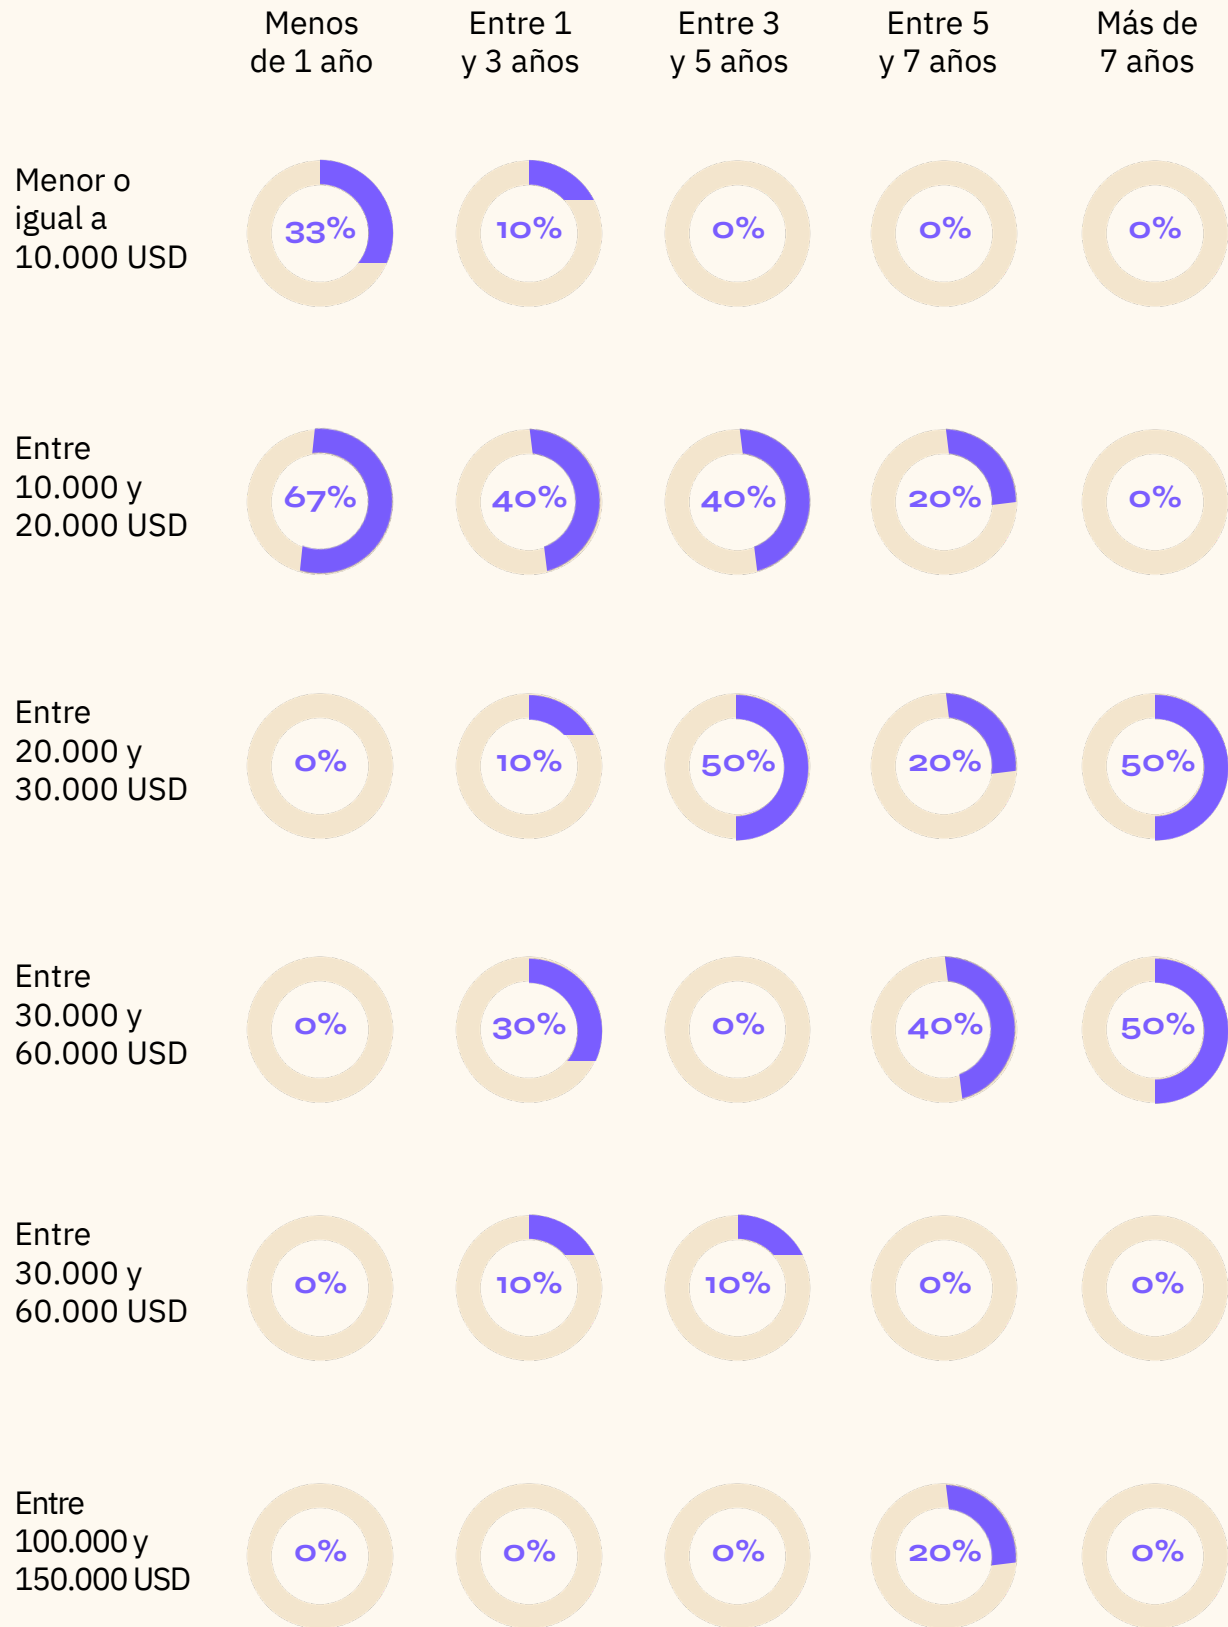 Menos
de 1 año
Entre 1
y 3 años
Entre 3
y 5 años
Entre 5
y 7 años
Más de
7 años
Menor o
igual a
10.000 USD
33%
10%
0%
0%
0%
Entre
10.000 y
20.000 USD
67%
40%
40%
20%
0%
Entre
20.000 y
30.000 USD
0%
10%
50%
20%
50%
Entre
30.000 y
60.000 USD
0%
30%
0%
40%
50%
Entre
30.000 y
60.000 USD
0%
10%
10%
0%
0%
Entre
100.000 y
150.000 USD
0%
0%
0%
20%
0%